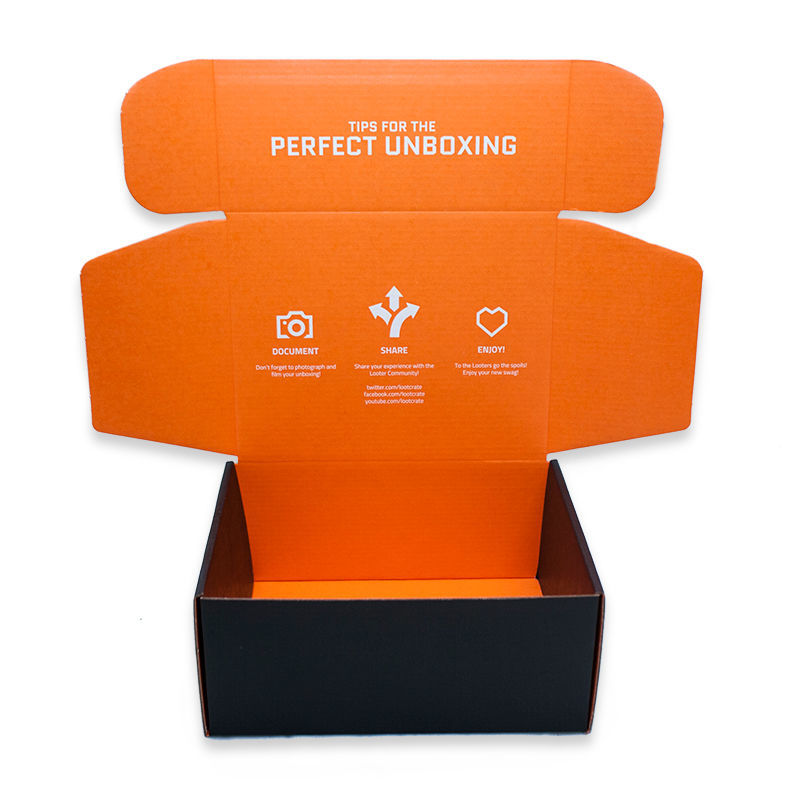 TIPS FOR THE
PERFECT UNBOXING
DOCUMENT
Don't forget to photograph and
film your unboxing!
SHARE
Share your experience with the
Looter Community!
twitter.com/lootcrate
facebook.com/lootcrate
youtube.com/lootcrate
ENJOY!
To the Looters go the spoils!
Enjoy your new swag!